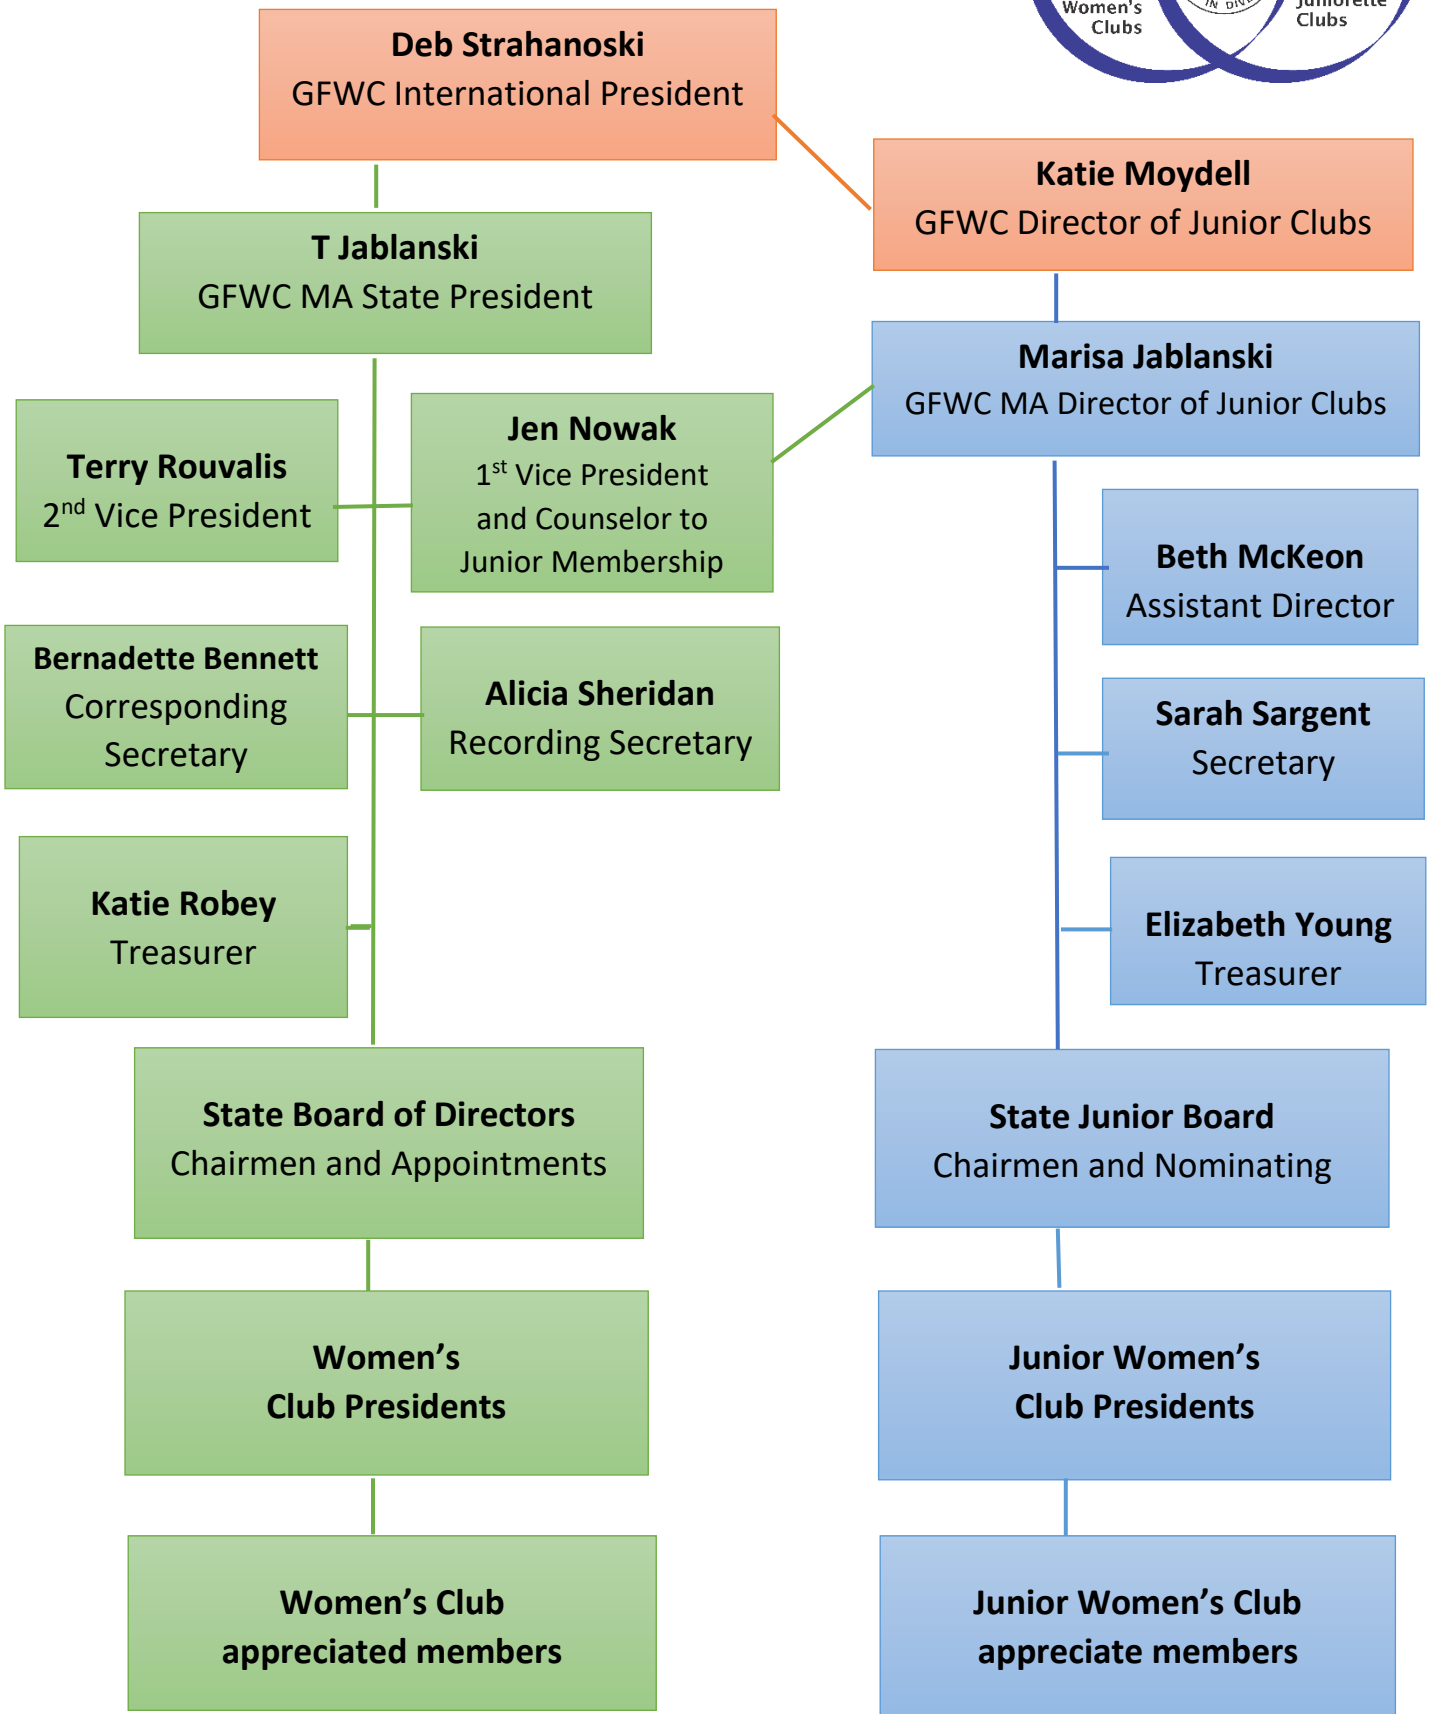 Women's
Clubs
IN DIVE
Juniorette
Clubs
Deb Strahanoski
GFWC International President
Katie Moydell
GFWC Director of Junior Clubs
T Jablanski
GFWC MA State President
Marisa Jablanski
GFWC MA Director of Junior Clubs
Terry Rouvalis
2nd Vice President
Jen Nowak
1st Vice President
and Counselor to
Junior Membership
Beth McKeon
Assistant Director
Bernadette Bennett
Corresponding
Secretary
Alicia Sheridan
Recording Secretary
Sarah Sargent
Secretary
Katie Robey
Treasurer
Elizabeth Young
Treasurer
State Board of Directors
Chairmen and Appointments
State Junior Board
Chairmen and Nominating
Women’s
Club Presidents
Junior Women’s
Club Presidents
Women’s Club
appreciated members
Junior Women’s Club
appreciate members